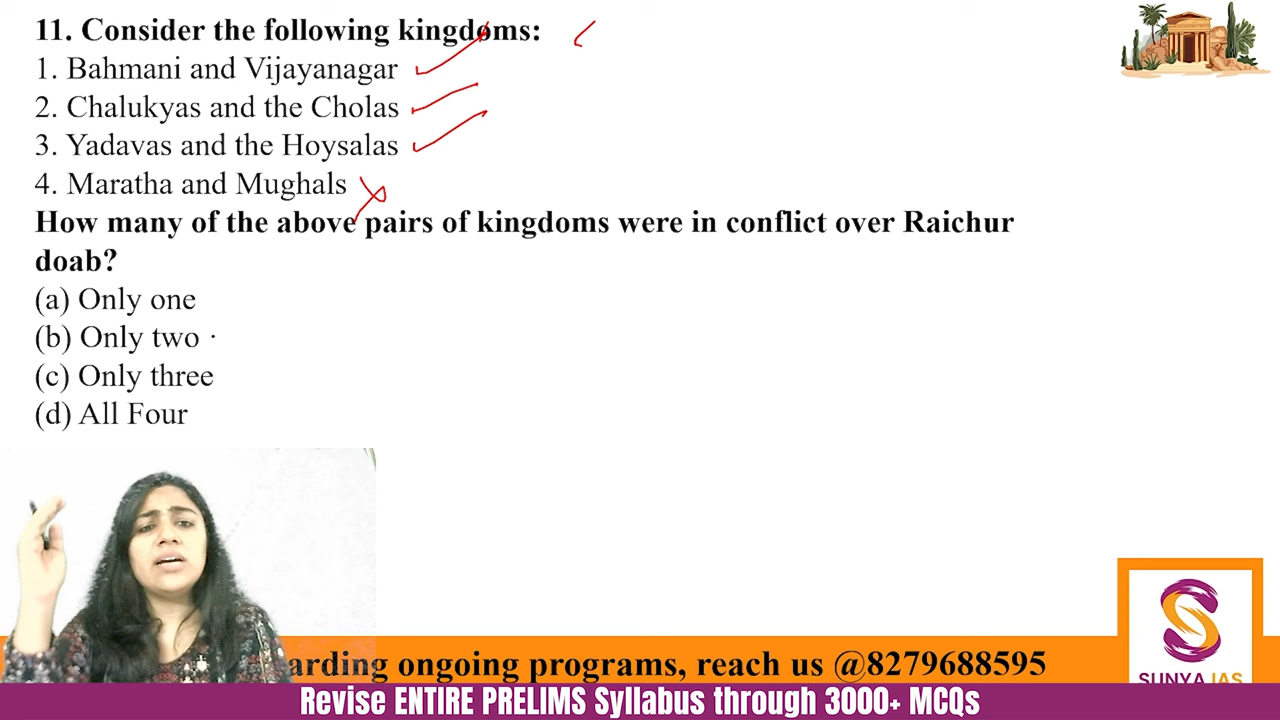 11. Consider the following kingdoms:
1. Bahmani and Vijayanagar
2. Chalukyas and the Cholas
3. Yadavas and the Hoysalas
4. Maratha and Mughals
How many of the above pairs of kingdoms were in conflict over Raichur
doab?
(a) Only one
(b) Only two
(c) Only three
(d) All Four
arding ongoing programs, reach us @8279688595
SUNYA IAS
Revise ENTIRE PRELIMS Syllabus through 3000+ MCQs